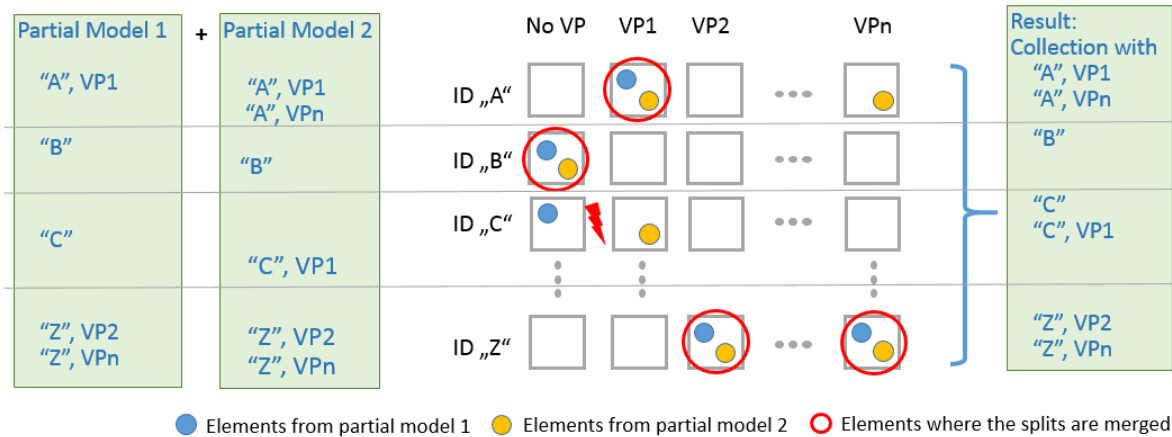 Partial Model 1 + Partial Model 2
No VP VP1 VP2 VPn
Result:
Collection with
“A”, VP1
“A”, VP1
“A”, VPn
ID „A“
“A”, VP1
“A”, VPn
“B”
“B”
ID „B“
“B”
“C”
“C”, VP1
ID „C“
“C”
“C”, VP1
“Z”, VP2
“Z”, VPn
“Z”, VP2
“Z”, VPn
ID „Z“
“Z”, VP2
“Z”, VPn
Elements from partial model 1 Elements from partial model 2 Elements where the splits are merged